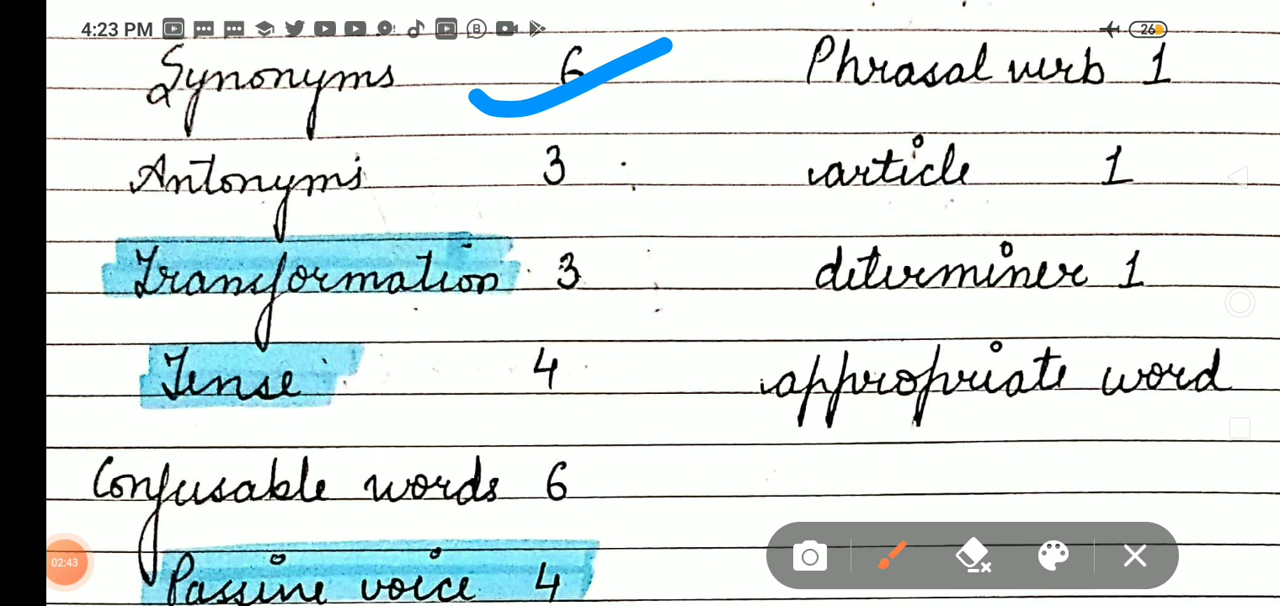 4:23 PM
26
Synonyms 6
Phrasal verb 1
Antonyms 3
article 1
Transformation 3
determiner 1
Tense 4
appropriate word
Confusable words 6
Passive voice 4
02:43